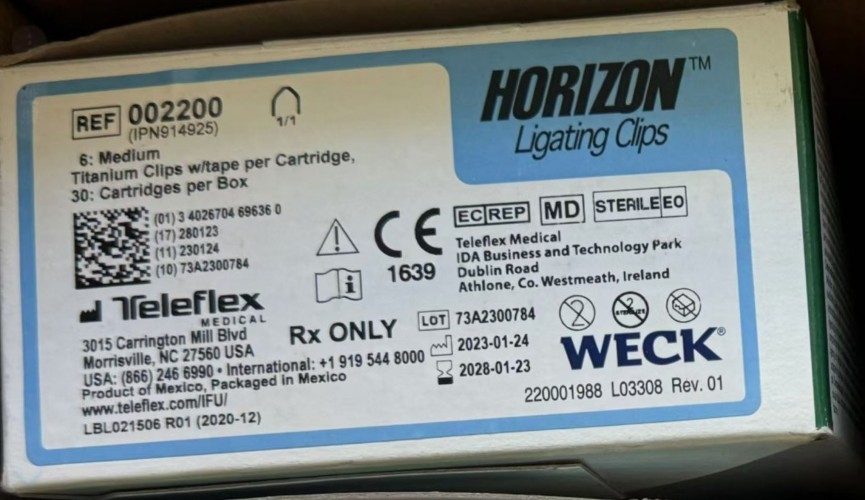 REF 002200
(IPN914925)
1/1
6: Medium
Titanium Clips w/tape per Cartridge,
30: Cartridges per Box
(01) 3 4026704 69636 0
(17) 280123
(11) 230124
(10) 73A2300784
Teleflex
MEDICAL
3015 Carrington Mill Blvd
Morrisville, NC 27560 USA
USA: (866) 246 6990 • International: +1 919 544 8000
Product of Mexico, Packaged in Mexico
www.teleflex.com/IFU/
LBL021506 R01 (2020-12)
Rx ONLY
HORIZON™
Ligating Clips
CE
1639
EC REP MD STERILE EO
Teleflex Medical
IDA Business and Technology Park
Dublin Road
Athlone, Co. Westmeath, Ireland
LOT 73A2300784
2023-01-24
2028-01-23
2
2
STERILIZE
WECK®
220001988 L03308 Rev. 01